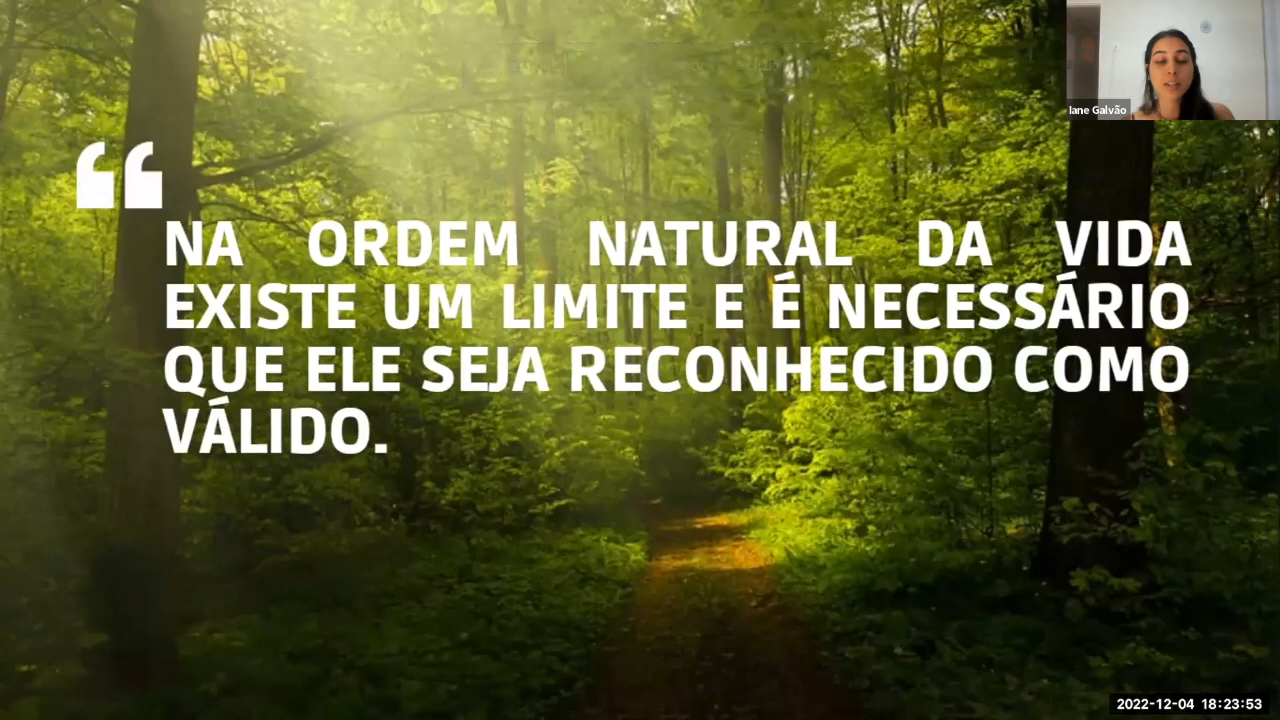 Iane Galvão
“
NA ORDEM NATURAL DA VIDA
EXISTE UM LIMITE E É NECESSÁRIO
QUE ELE SEJA RECONHECIDO COMO
VÁLIDO.
2022-12-04 18:23:53